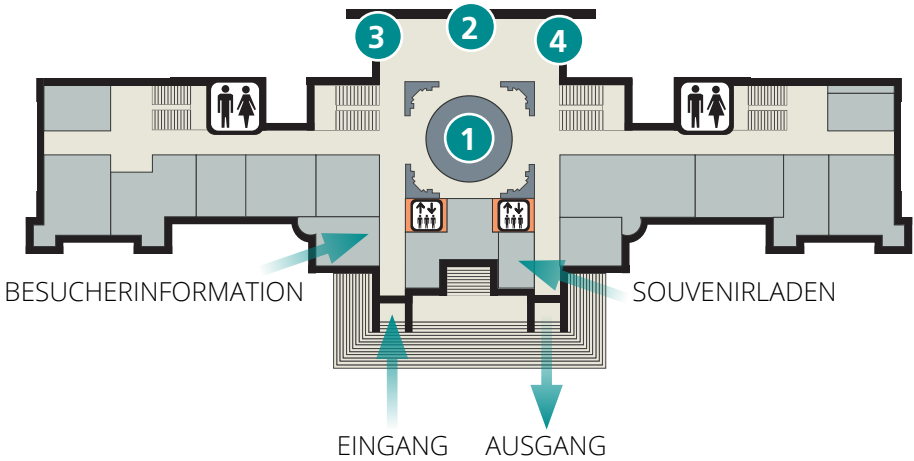 3
2
4
1
BESUCHERINFORMATION
SOUVENIRLADEN
EINGANG
AUSGANG